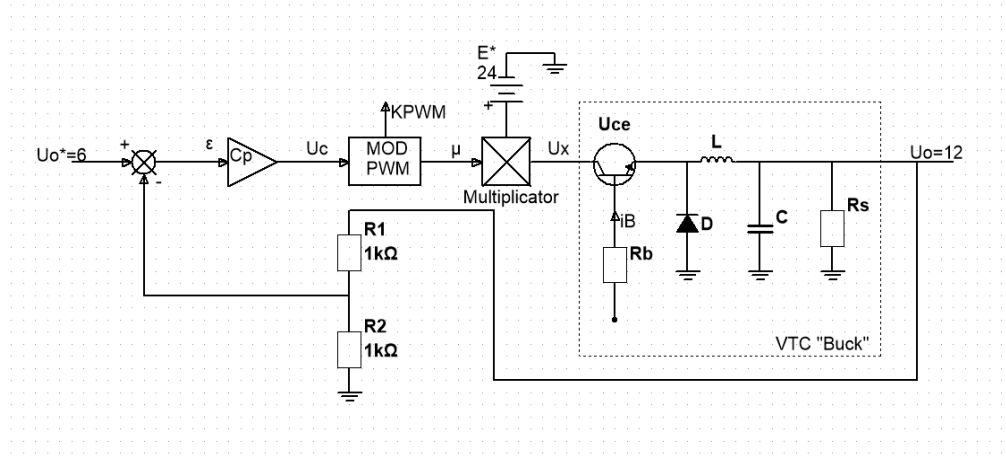 E*
24
+
KPWM
Uce
Uo*=6
+
-
ε
Cp
Uc
MOD
PWM
μ
Multiplicator
Ux
L
Uo=12
iB
Rb
D
C
Rs
R1
1kΩ
R2
1kΩ
VTC "Buck"